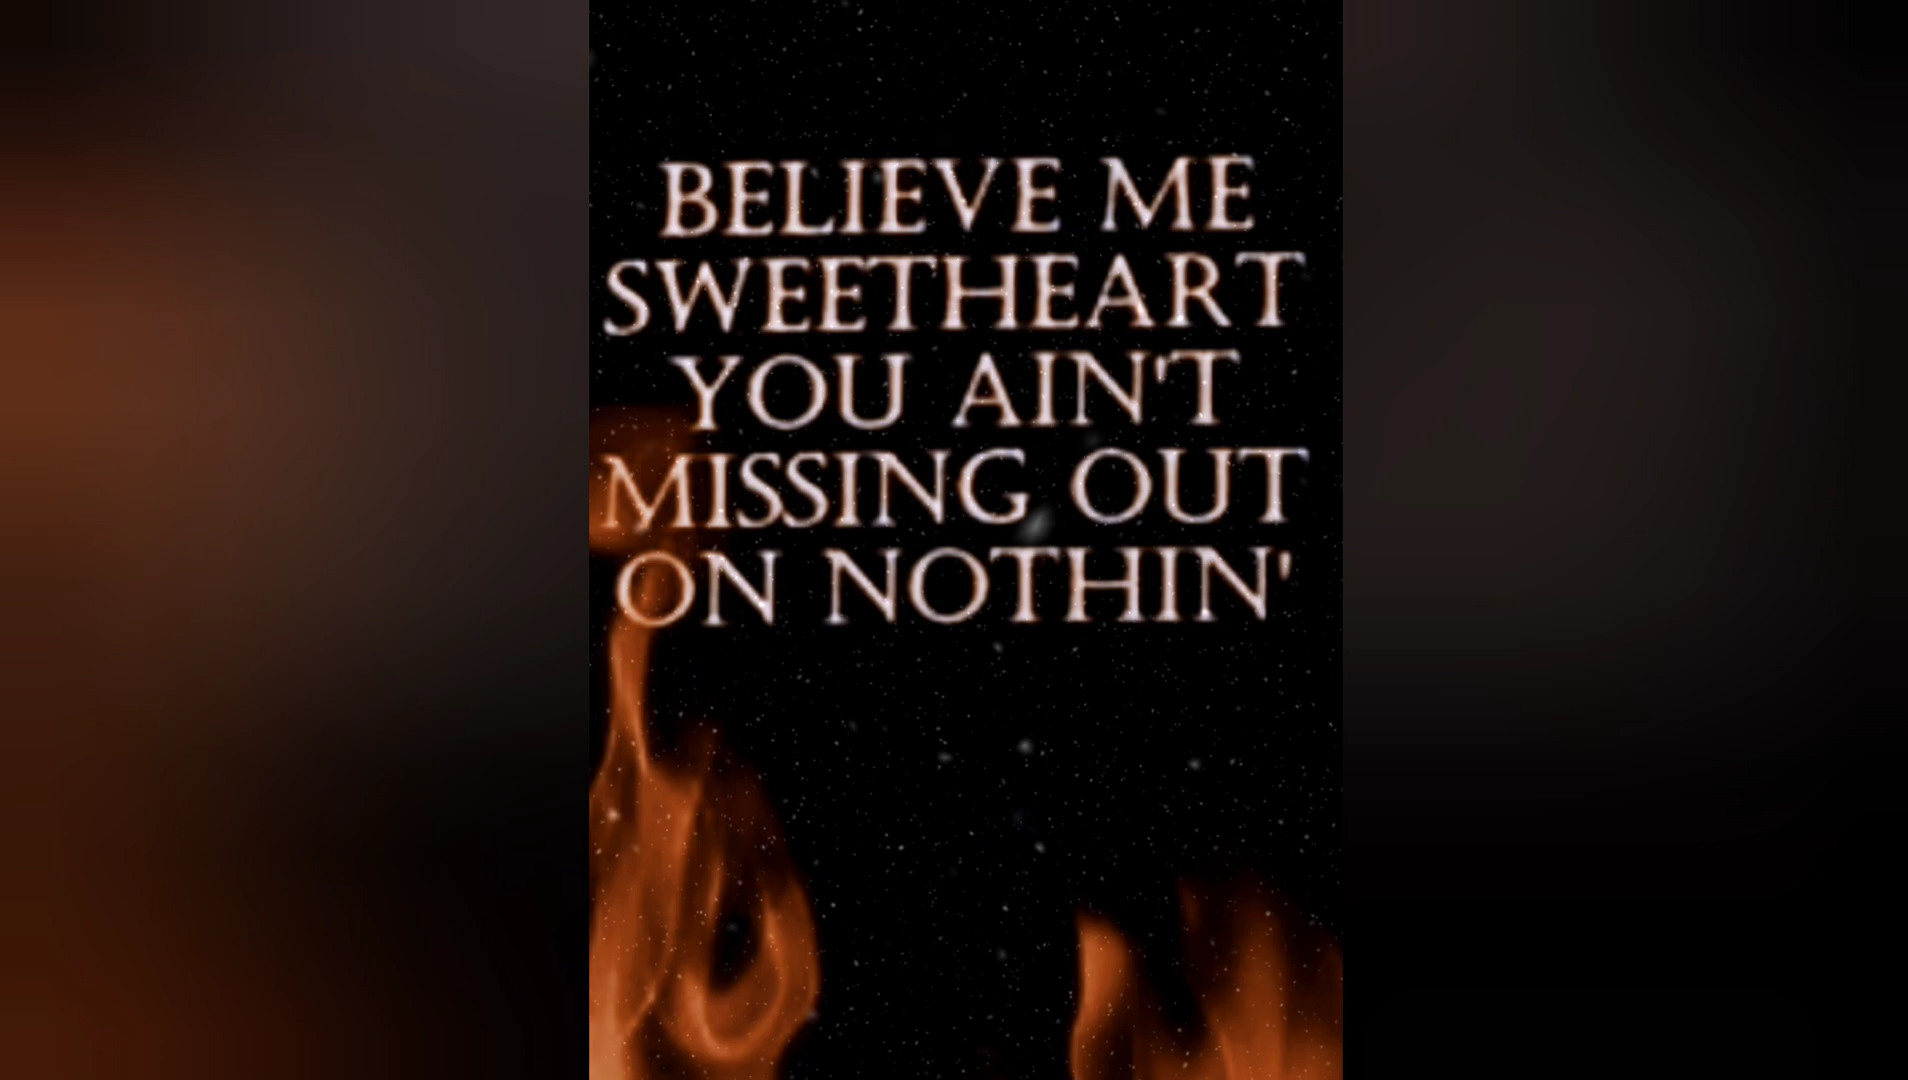 BELIEVE ME
SWEETHEART
YOU AIN'T
MISSING OUT
ON NOTHIN'